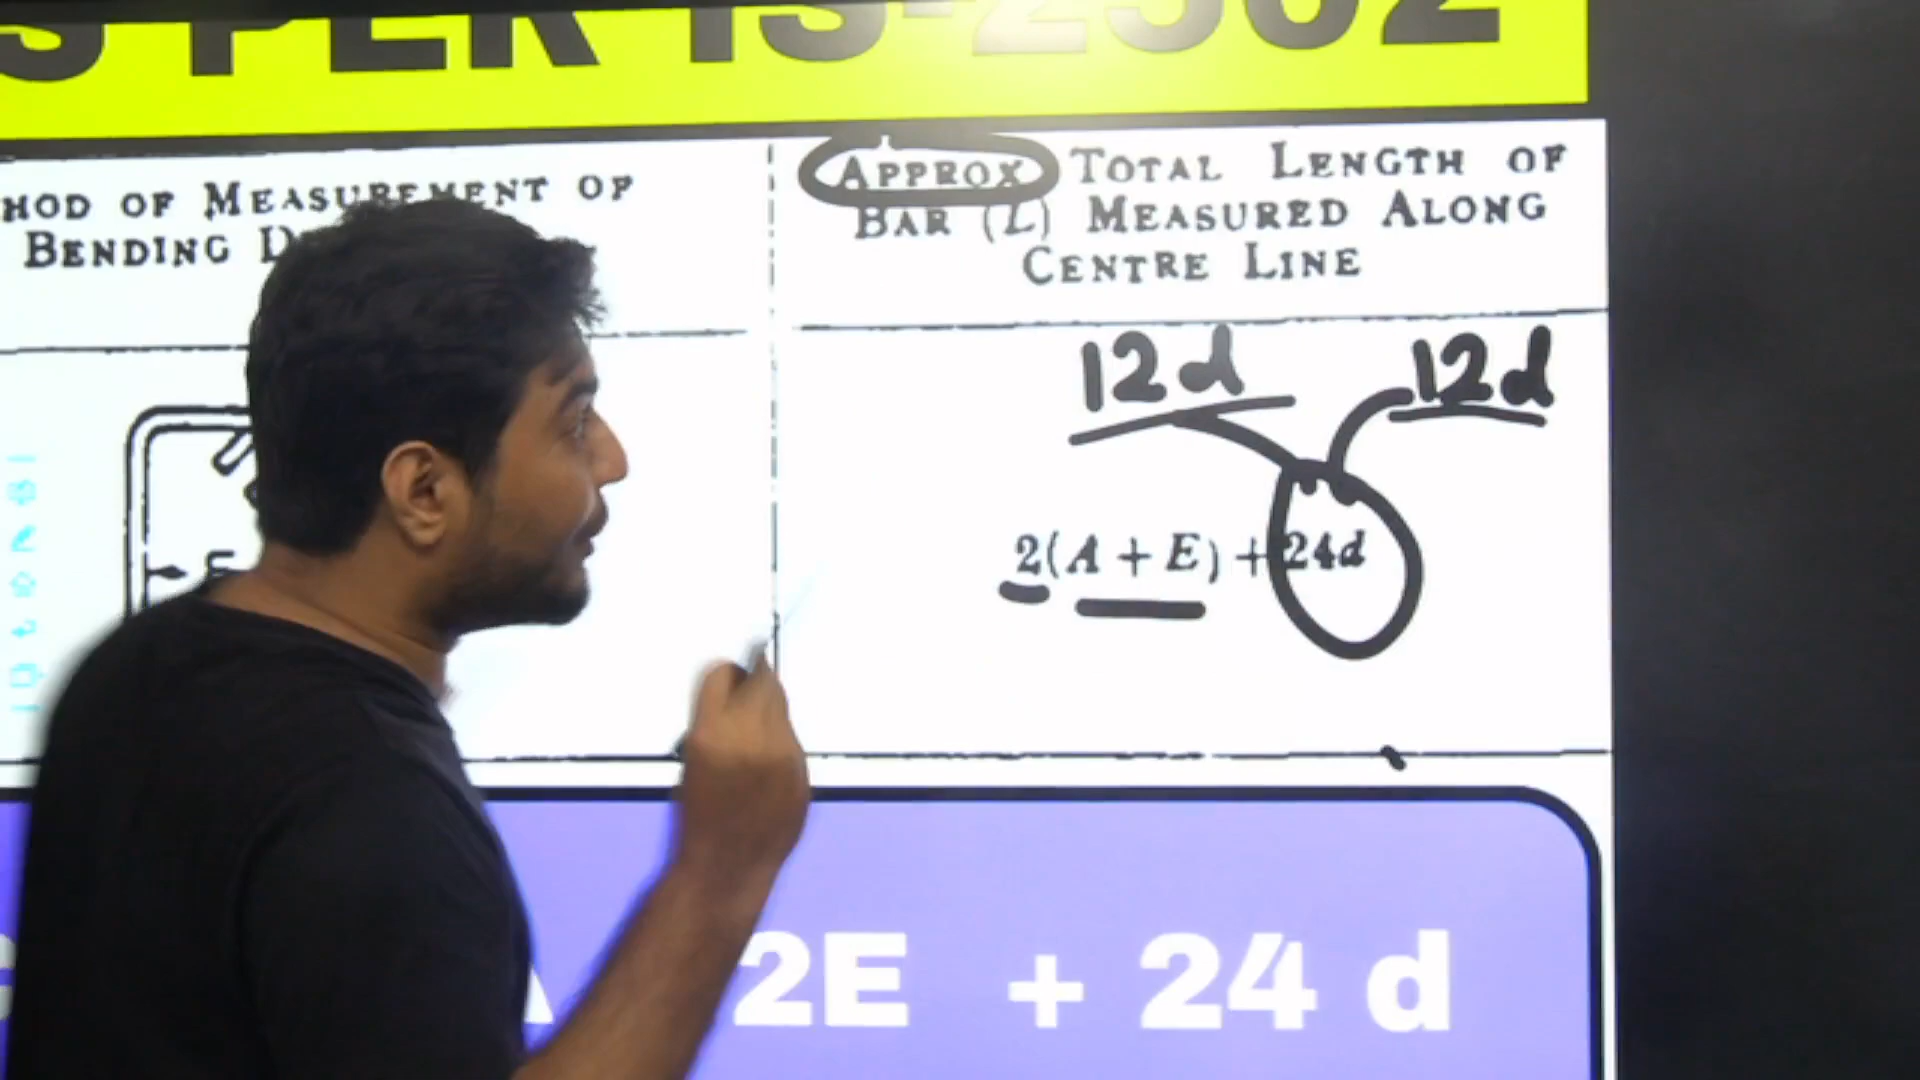 S PER IS-2502
HOD OF MEASUREMENT OF
BENDING D
APPROX TOTAL LENGTH OF
BAR (L) MEASURED ALONG
CENTRE LINE
12d 12d
2(A + E) + 24d
2E + 24 d